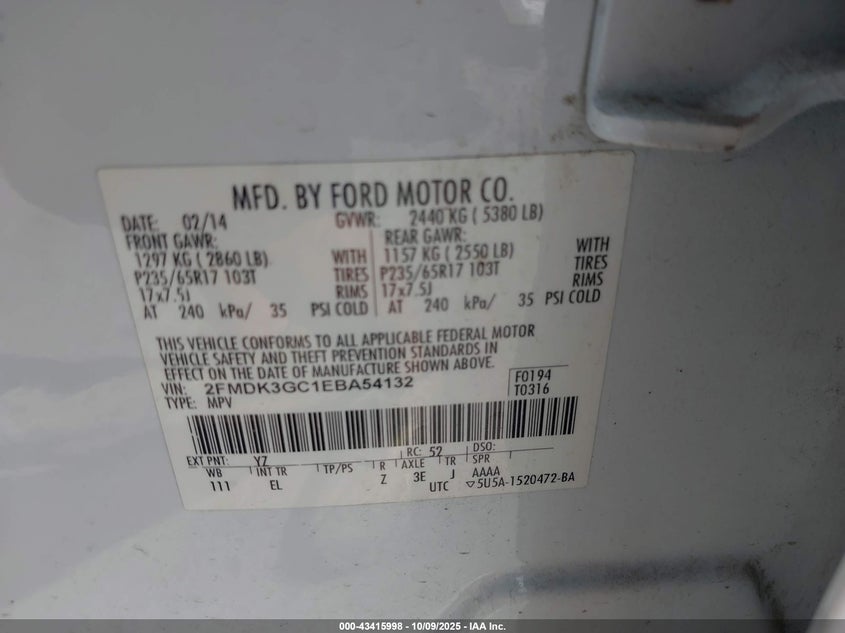 MFD. BY FORD MOTOR CO.
DATE: 02/14 GVWR: 2440 KG ( 5380 LB)
FRONT GAWR: REAR GAWR:
1297 KG ( 2860 LB) WITH 1157 KG ( 2550 LB) WITH
P235/65R17 103T TIRES P235/65R17 103T TIRES
17x7.5J RIMS 17x7.5J RIMS
AT 240 kPa/ 35 PSI COLD AT 240 kPa/ 35 PSI COLD
THIS VEHICLE CONFORMS TO ALL APPLICABLE FEDERAL MOTOR
VEHICLE SAFETY AND THEFT PREVENTION STANDARDS IN
EFFECT ON THE DATE OF MANUFACTURE SHOWN ABOVE.
VIN: 2FMDK3GC1EBA54132 F0194
TYPE: MPV T0316
EXT PNT: YZ RC: 52 DSO:
WB INT TR TP/PS R AXLE TR SPR
111 EL Z 3E J AAAA
UTC ▽5U5A-1520472-BA
000-43415998 - 10/09/2025 - IAA Inc.